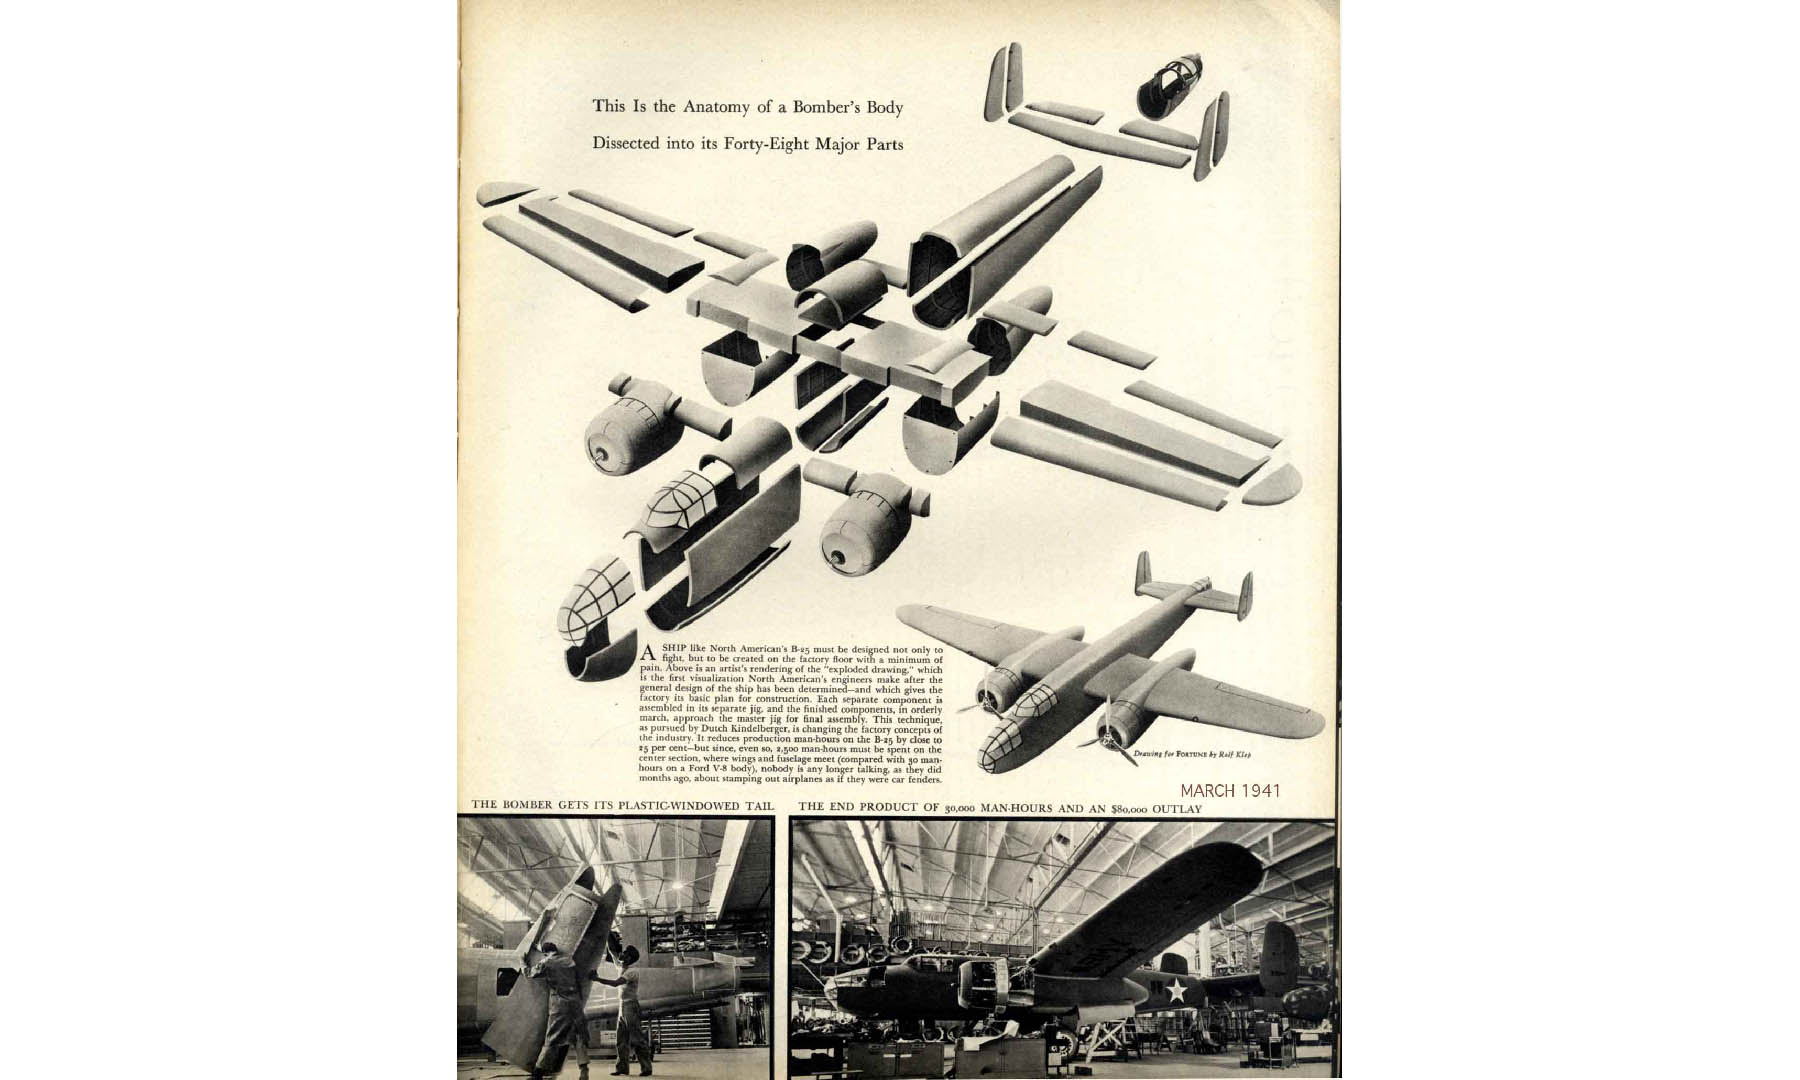 This Is the Anatomy of a Bomber's Body
Dissected into its Forty-Eight Major Parts
A SHIP like North American's B-25 must be designed not only to
fight, but to be created on the factory floor with a minimum of
pain. Above is an artist's rendering of the "exploded drawing," which
is the first visualization North American's engineers make after the
general design of the ship has been determined—and which gives the
factory its basic plan for construction. Each separate component is
assembled in its separate jig, and the finished components, in orderly
march, approach the master jig for final assembly. This technique,
as pursued by Dutch Kindelberger, is changing the factory concepts of
the industry. It reduces production man-hours on the B-25 by close to
25 per cent—but since, even so, 2,500 man-hours must be spent on the
center section, where wings and fuselage meet (compared with 30 man-
hours on a Ford V-8 body), nobody is any longer talking, as they did
months ago, about stamping out airplanes as if they were car fenders.
Drawing for FORTUNE by Rolf Klep
MARCH 1941
THE BOMBER GETS ITS PLASTIC-WINDOWED TAIL
THE END PRODUCT OF 30,000 MAN-HOURS AND AN $80,000 OUTLAY